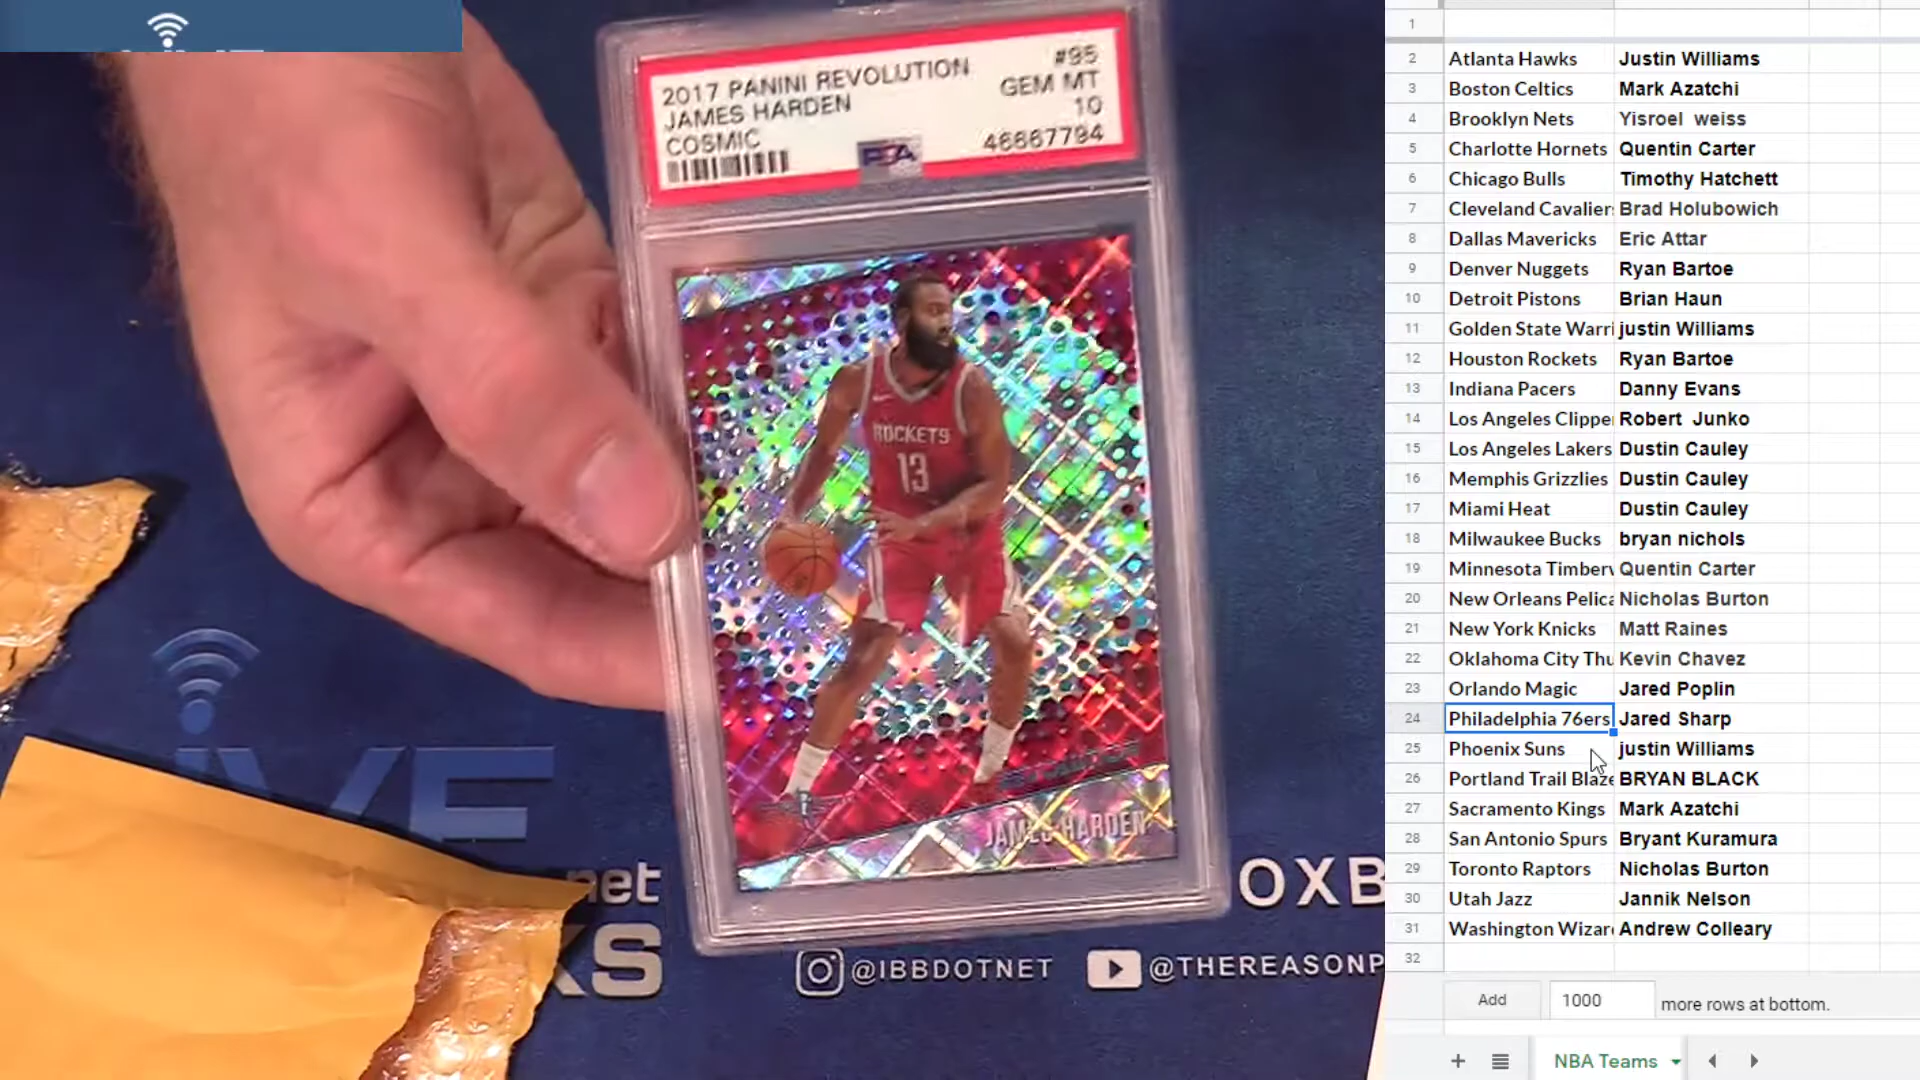 2017 PANINI REVOLUTION #95
JAMES HARDEN GEM MT
COSMIC 10
46667794
PSA
ROCKETS
13
JAMES HARDEN
VE
.net
KS
OXB
@IBBDOTNET
@THEREASONP
1
2 Atlanta Hawks Justin Williams
3 Boston Celtics Mark Azatchi
4 Brooklyn Nets Yisroel weiss
5 Charlotte Hornets Quentin Carter
6 Chicago Bulls Timothy Hatchett
7 Cleveland Cavaliers Brad Holubowich
8 Dallas Mavericks Eric Attar
9 Denver Nuggets Ryan Bartoe
10 Detroit Pistons Brian Haun
11 Golden State Warri justin Williams
12 Houston Rockets Ryan Bartoe
13 Indiana Pacers Danny Evans
14 Los Angeles Clippe Robert Junko
15 Los Angeles Lakers Dustin Cauley
16 Memphis Grizzlies Dustin Cauley
17 Miami Heat Dustin Cauley
18 Milwaukee Bucks bryan nichols
19 Minnesota Timberv Quentin Carter
20 New Orleans Pelica Nicholas Burton
21 New York Knicks Matt Raines
22 Oklahoma City Thu Kevin Chavez
23 Orlando Magic Jared Poplin
24 Philadelphia 76ers Jared Sharp
25 Phoenix Suns justin Williams
26 Portland Trail Blaze BRYAN BLACK
27 Sacramento Kings Mark Azatchi
28 San Antonio Spurs Bryant Kuramura
29 Toronto Raptors Nicholas Burton
30 Utah Jazz Jannik Nelson
31 Washington Wizar Andrew Colleary
32
Add 1000 more rows at bottom.
NBA Teams